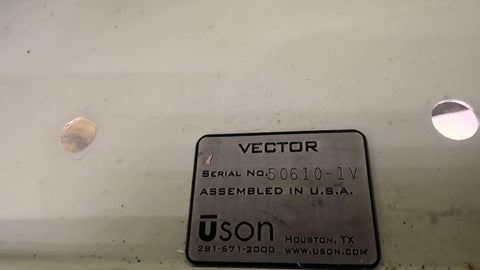 VECTOR
SERIAL NO. 50610-1V
ASSEMBLED IN U.S.A.
Uson
281-671-2000 HOUSTON, TX
WWW.USON.COM